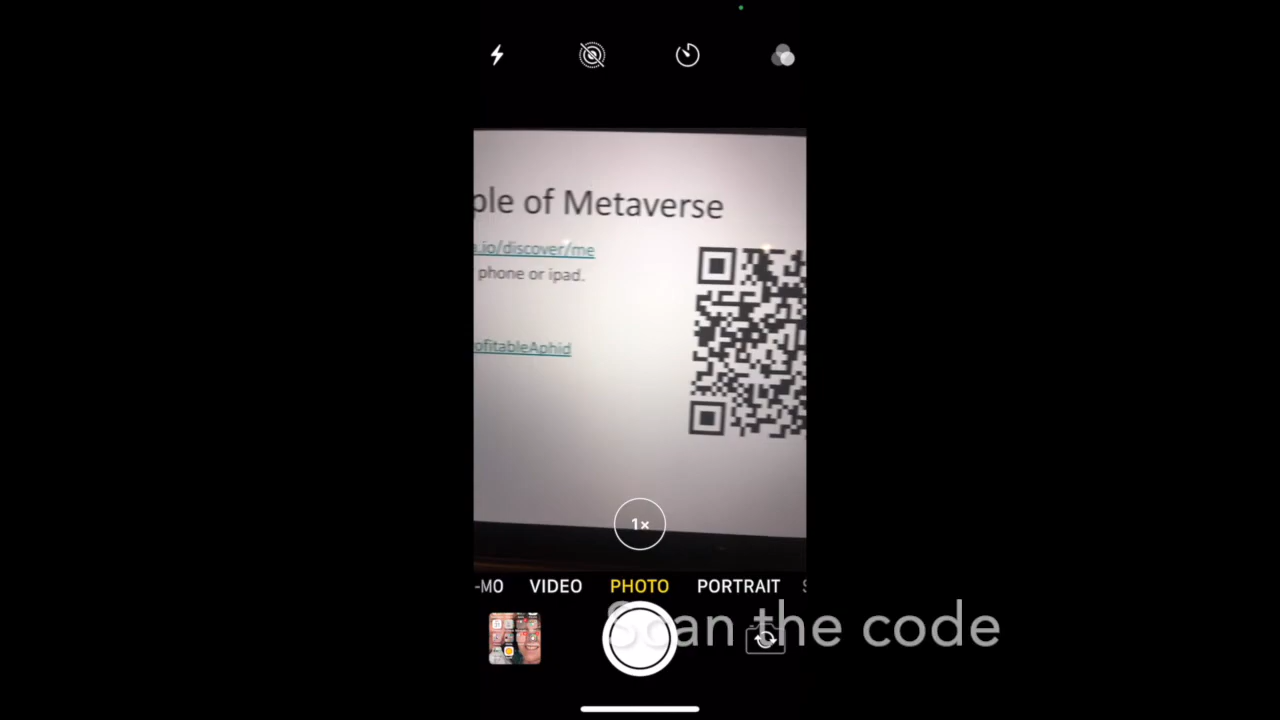 ple of Metaverse
.io/discover/me
phone or ipad.
ofitableAphid
1×
-MO VIDEO PHOTO PORTRAIT
Scan the code